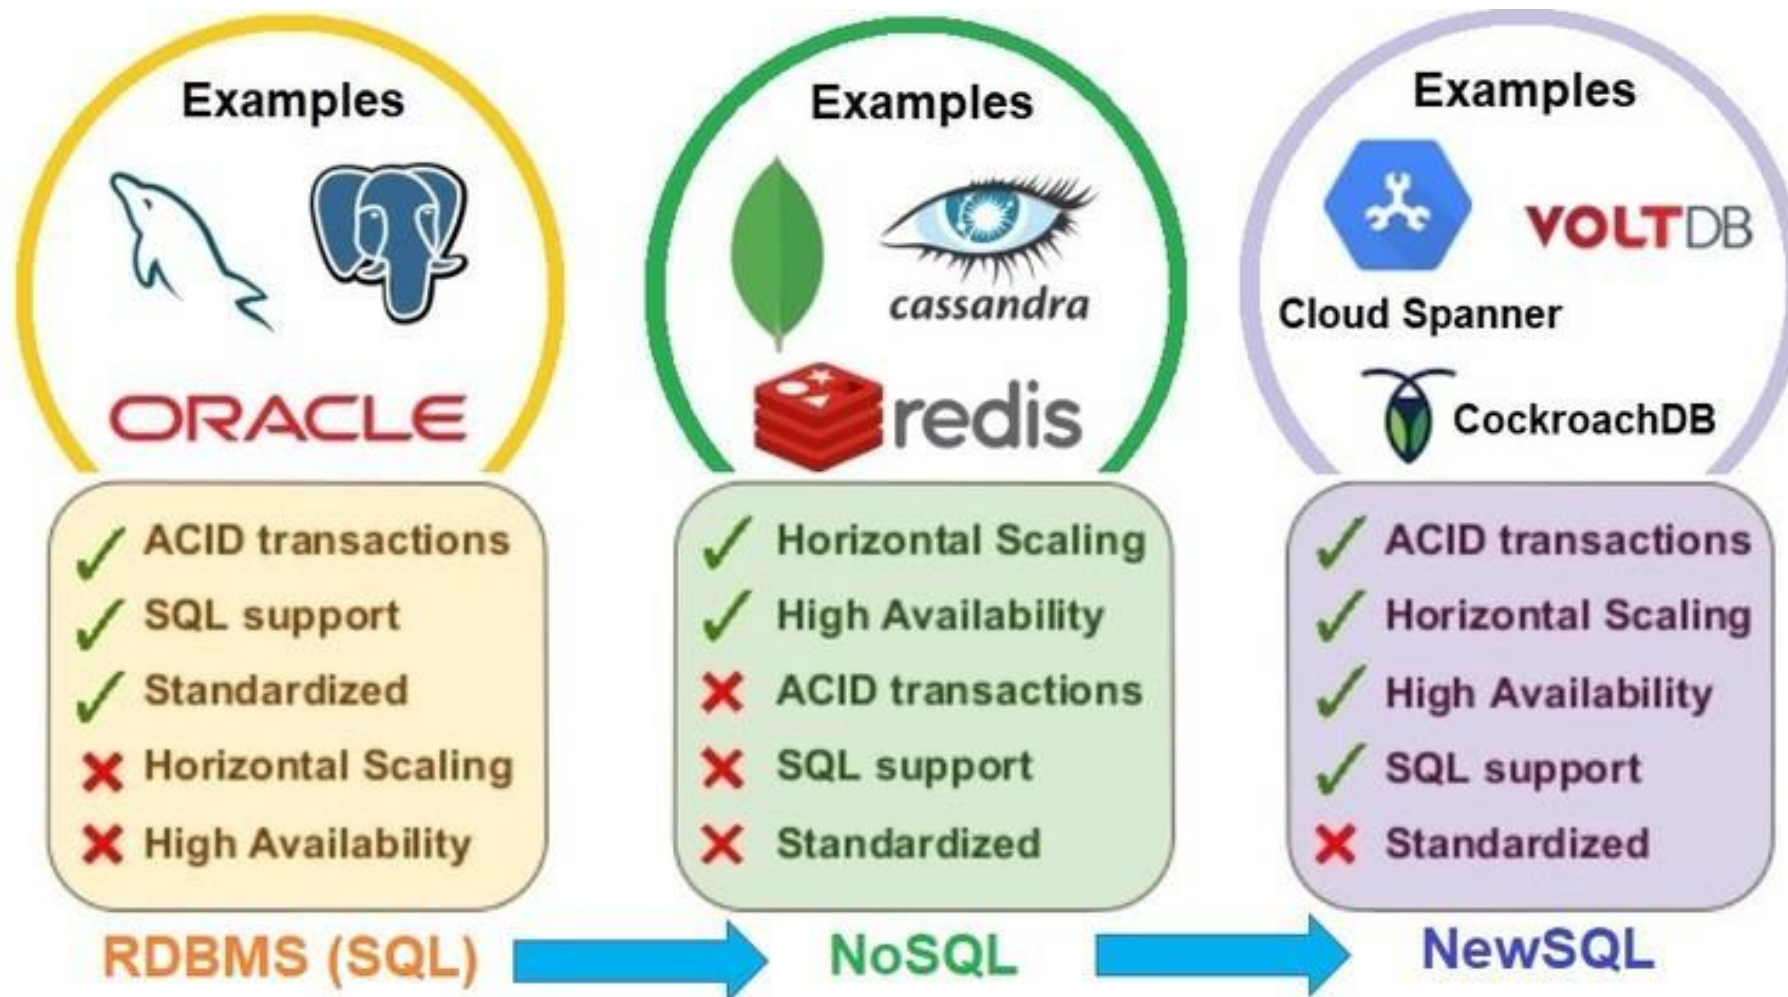 Examples
ORACLE
ACID transactions
SQL support
Standardized
Horizontal Scaling
High Availability
RDBMS (SQL)
Examples
cassandra
redis
Horizontal Scaling
High Availability
ACID transactions
SQL support
Standardized
NoSQL
Examples
VOLTDB
Cloud Spanner
CockroachDB
ACID transactions
Horizontal Scaling
High Availability
SQL support
Standardized
NewSQL